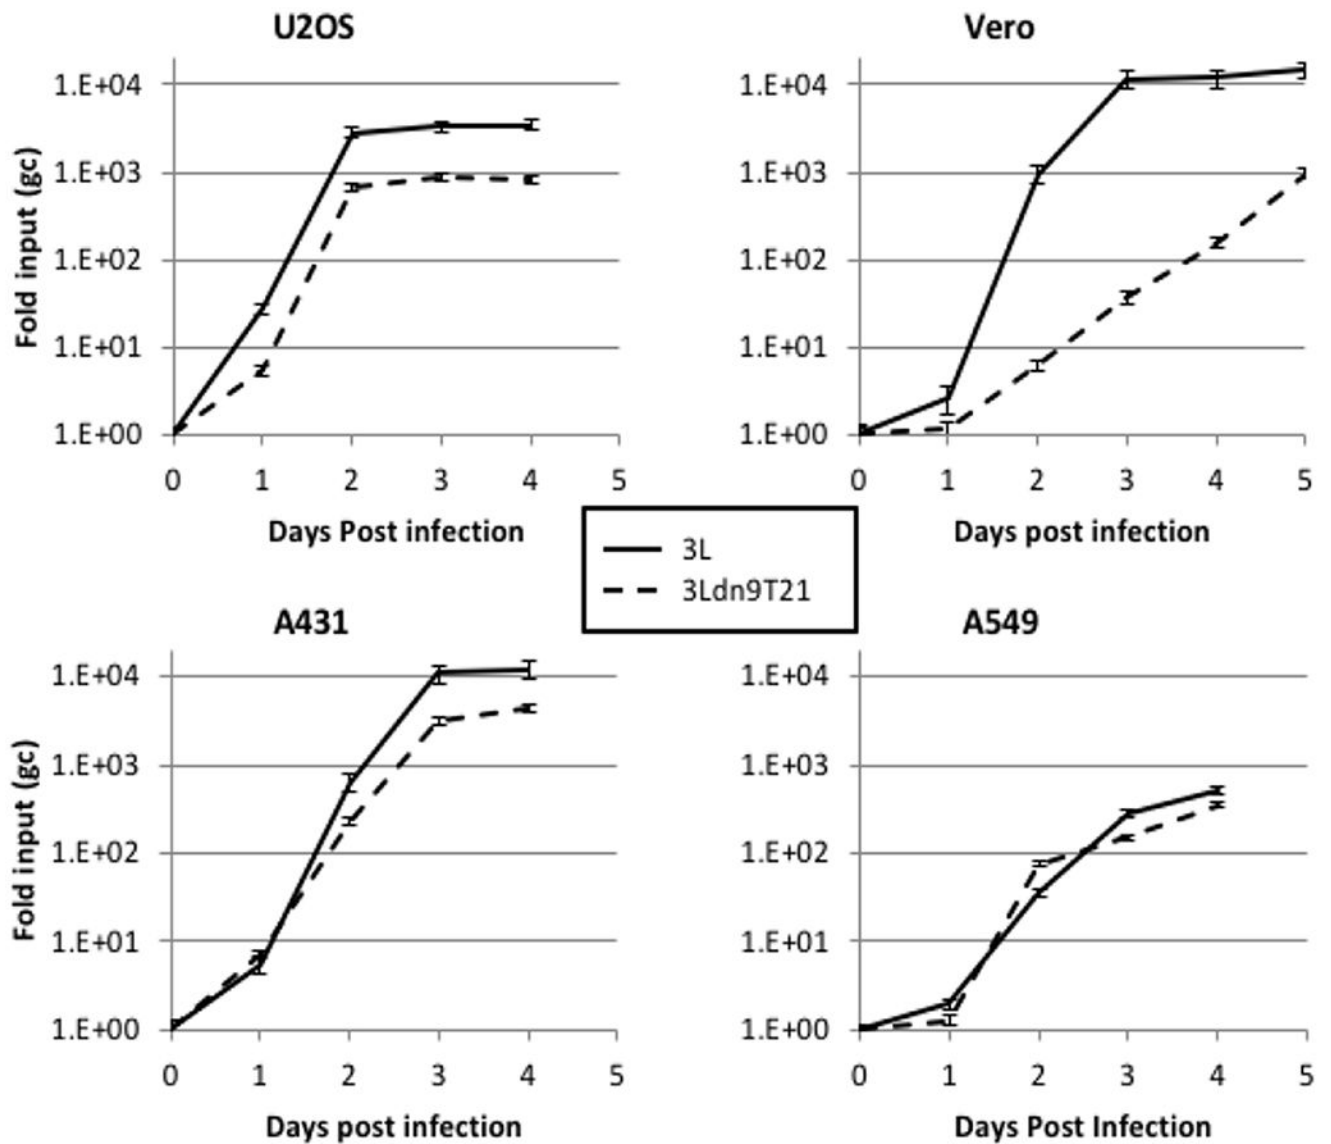 U2OS
Fold input (gc)
1.E+04
1.E+03
1.E+02
1.E+01
1.E+00
0 1 2 3 4 5
Days Post infection
Vero
1.E+04
1.E+03
1.E+02
1.E+01
1.E+00
0 1 2 3 4 5
Days post infection
3L
3Ldn9T21
A431
Fold input (gc)
1.E+04
1.E+03
1.E+02
1.E+01
1.E+00
0 1 2 3 4 5
Days post infection
A549
1.E+04
1.E+03
1.E+02
1.E+01
1.E+00
0 1 2 3 4 5
Days Post Infection